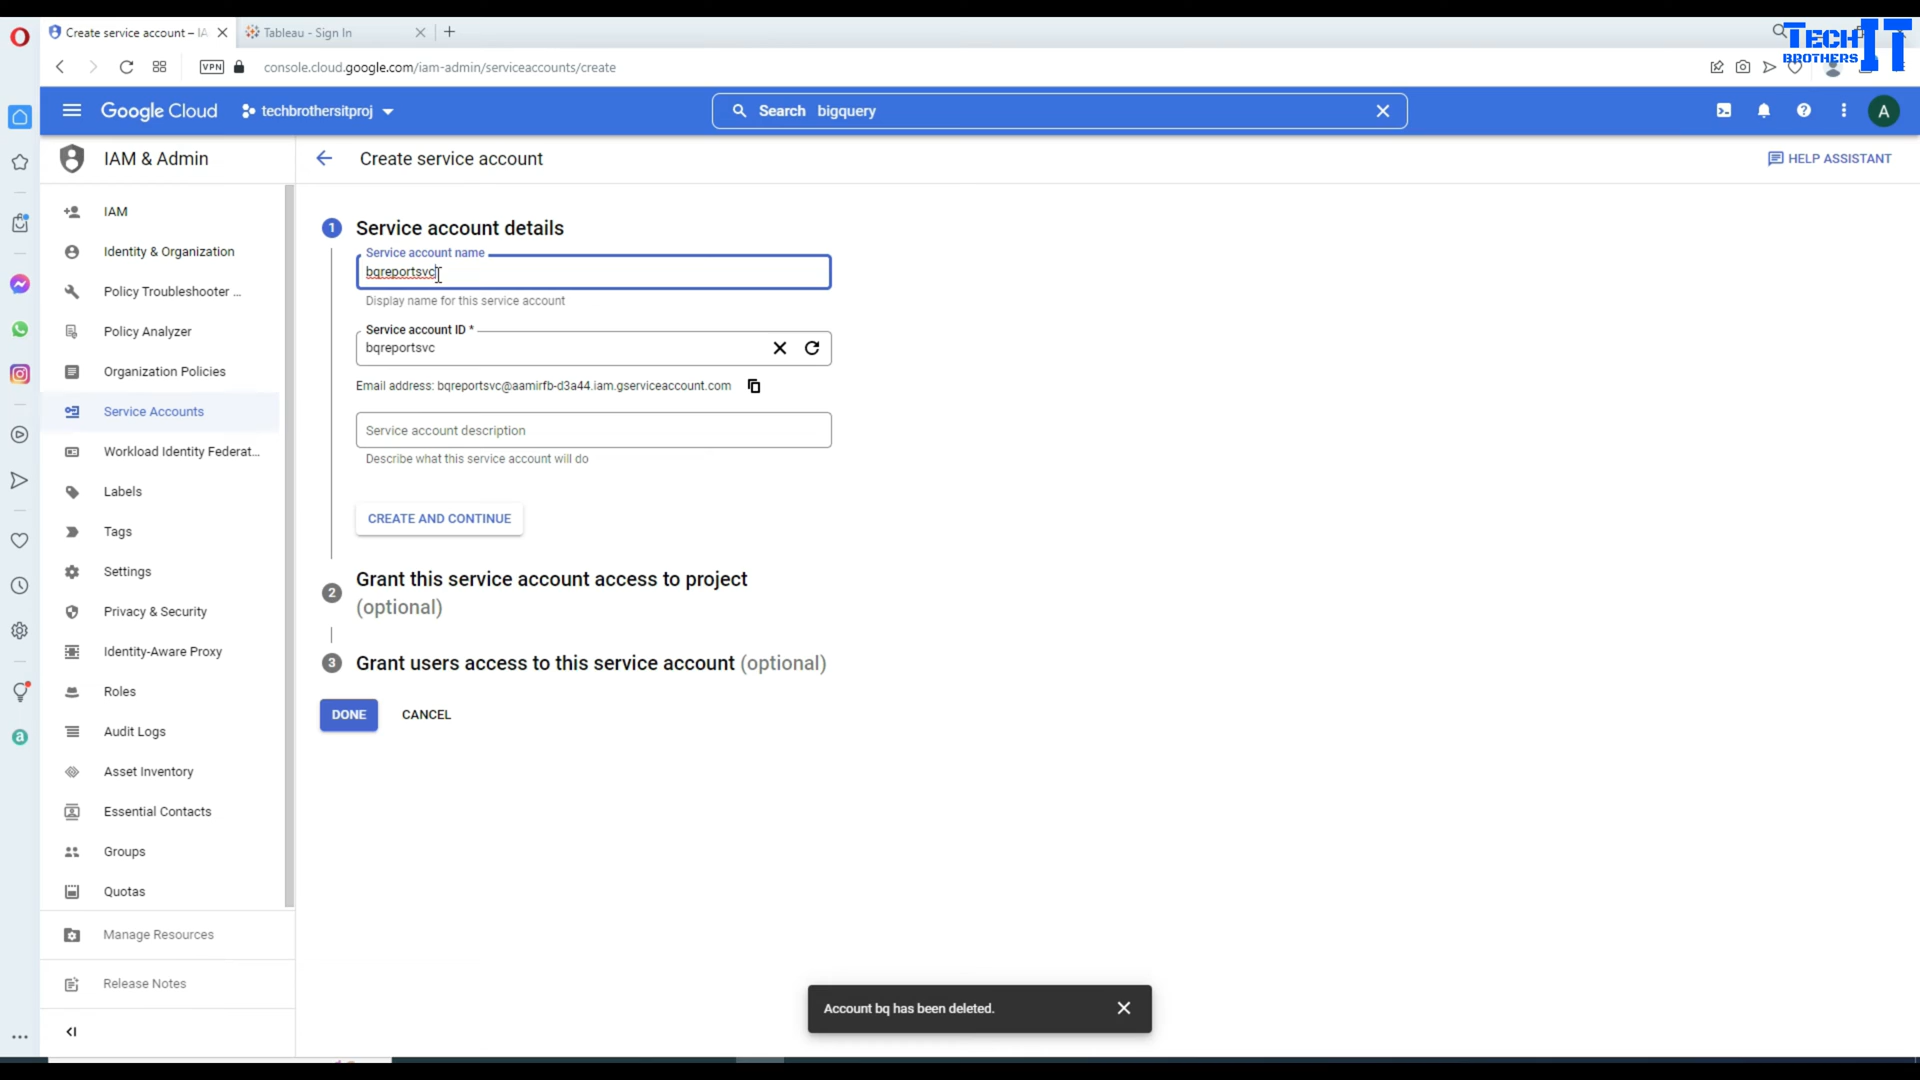 Create service account – IA
Tableau - Sign In
TECH IT
BROTHERS
VPN
console.cloud.google.com/iam-admin/serviceaccounts/create
Google Cloud
techbrothersitproj
Search bigquery
A
IAM & Admin
Create service account
HELP ASSISTANT
IAM
Identity & Organization
Policy Troubleshooter ...
Policy Analyzer
Organization Policies
Service Accounts
Workload Identity Federat...
Labels
Tags
Settings
Privacy & Security
Identity-Aware Proxy
Roles
Audit Logs
Asset Inventory
Essential Contacts
Groups
Quotas
Manage Resources
Release Notes
1 Service account details
Service account name
bqreportsvc
Display name for this service account
Service account ID *
bqreportsvc
Email address: bqreportsvc@aamirfb-d3a44.iam.gserviceaccount.com
Service account description
Describe what this service account will do
CREATE AND CONTINUE
2 Grant this service account access to project
(optional)
3 Grant users access to this service account (optional)
DONE CANCEL
Account bq has been deleted.